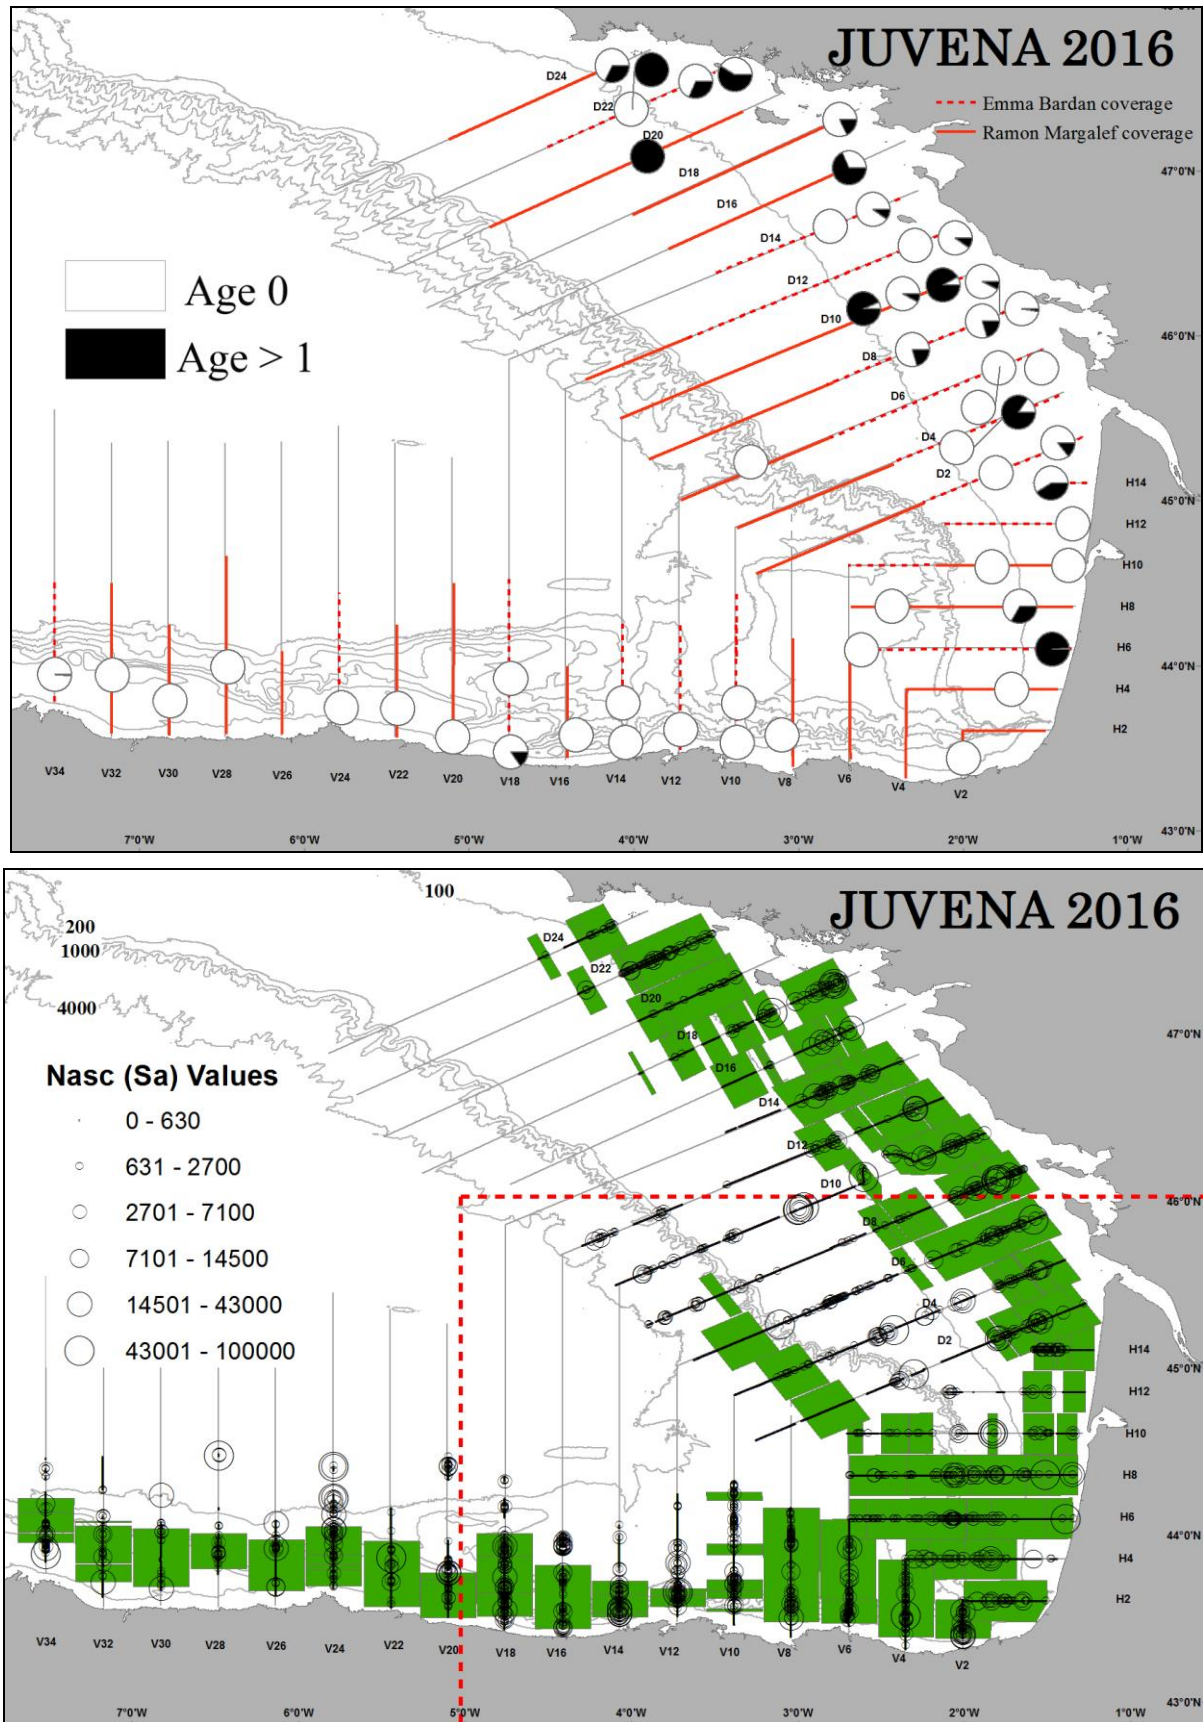 JUVENA 2016
Emma Bardan coverage
Ramon Margalef coverage
Age 0
Age > 1
D24
D22
D20
D18
D16
D14
D12
D10
D8
D6
D4
D2
H14
H12
H10
H8
H6
H4
H2
V34
V32
V30
V28
V26
V24
V22
V20
V18
V16
V14
V12
V10
V8
V6
V4
V2
47°0'N
46°0'N
45°0'N
44°0'N
43°0'N
7°0'W
6°0'W
5°0'W
4°0'W
3°0'W
2°0'W
1°0'W
JUVENA 2016
100
200
1000
4000
Nasc (Sa) Values
0 - 630
631 - 2700
2701 - 7100
7101 - 14500
14501 - 43000
43001 - 100000
D24
D22
D20
D18
D16
D14
D12
D10
D8
D6
D4
D2
H14
H12
H10
H8
H6
H4
H2
V34
V32
V30
V28
V26
V24
V22
V20
V18
V16
V14
V12
V10
V8
V6
V4
V2
47°0'N
46°0'N
45°0'N
44°0'N
43°0'N
7°0'W
6°0'W
5°0'W
4°0'W
3°0'W
2°0'W
1°0'W